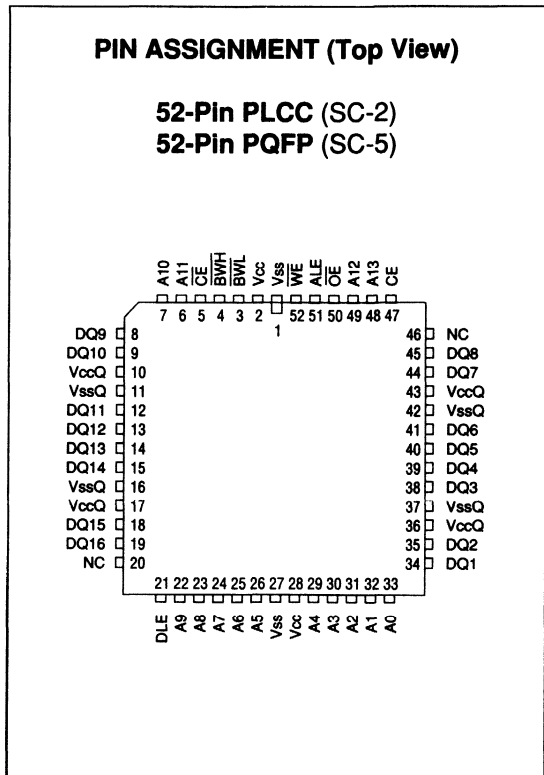 PIN ASSIGNMENT (Top View)
52-Pin PLCC (SC-2)
52-Pin PQFP (SC-5)
A10 A11 CE BWH BWL Vcc Vss WE ALE OE A12 A13 CE
7 6 5 4 3 2 1 52 51 50 49 48 47
DQ9 8 46 NC
DQ10 9 45 DQ8
VccQ 10 44 DQ7
VssQ 11 43 VccQ
DQ11 12 42 VssQ
DQ12 13 41 DQ6
DQ13 14 40 DQ5
DQ14 15 39 DQ4
VssQ 16 38 DQ3
VccQ 17 37 VssQ
DQ15 18 36 VccQ
DQ16 19 35 DQ2
NC 20 34 DQ1
21 22 23 24 25 26 27 28 29 30 31 32 33
DLE A9 A8 A7 A6 A5 Vss Vcc A4 A3 A2 A1 A0